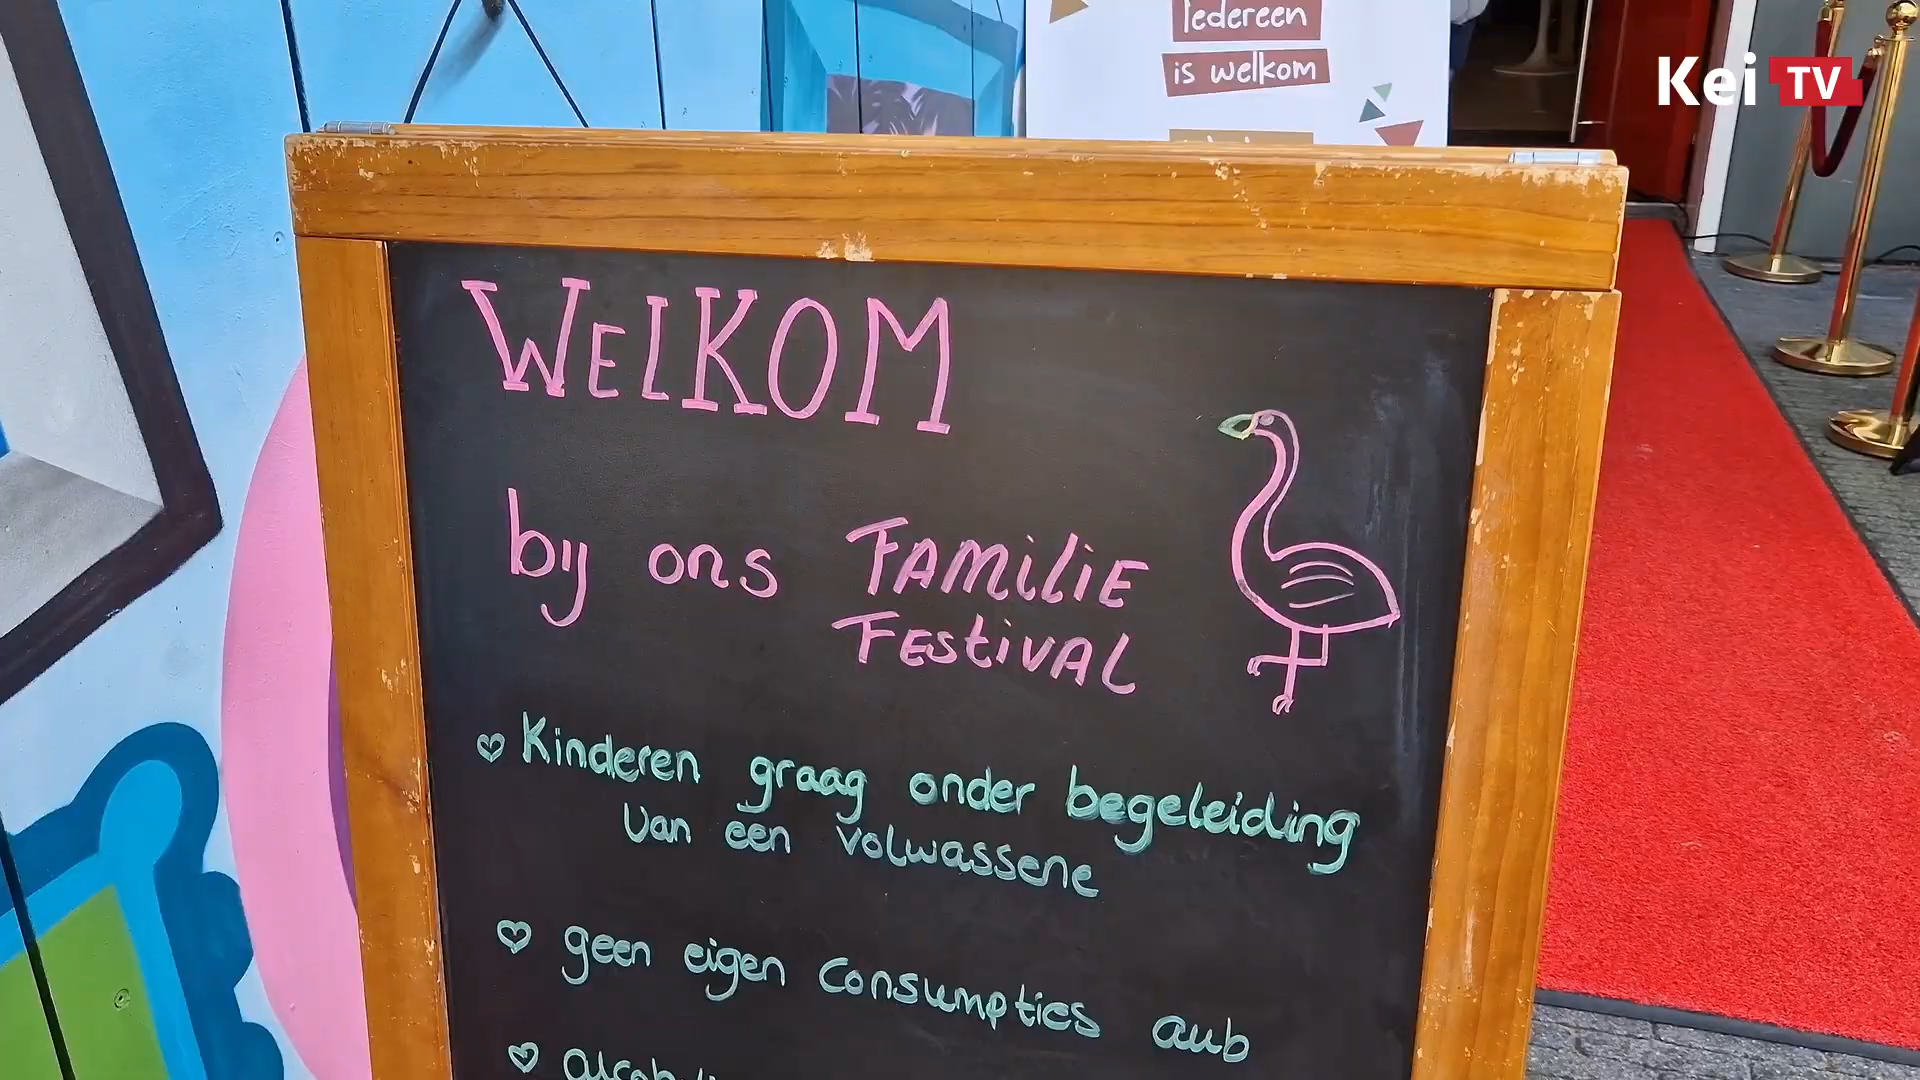 Iedereen
is welkom
Kei TV
WELKOM
bij ons FAMILIE
FESTIVAL
Kinderen graag onder begeleiding
van een volwassene
geen eigen consumpties aub